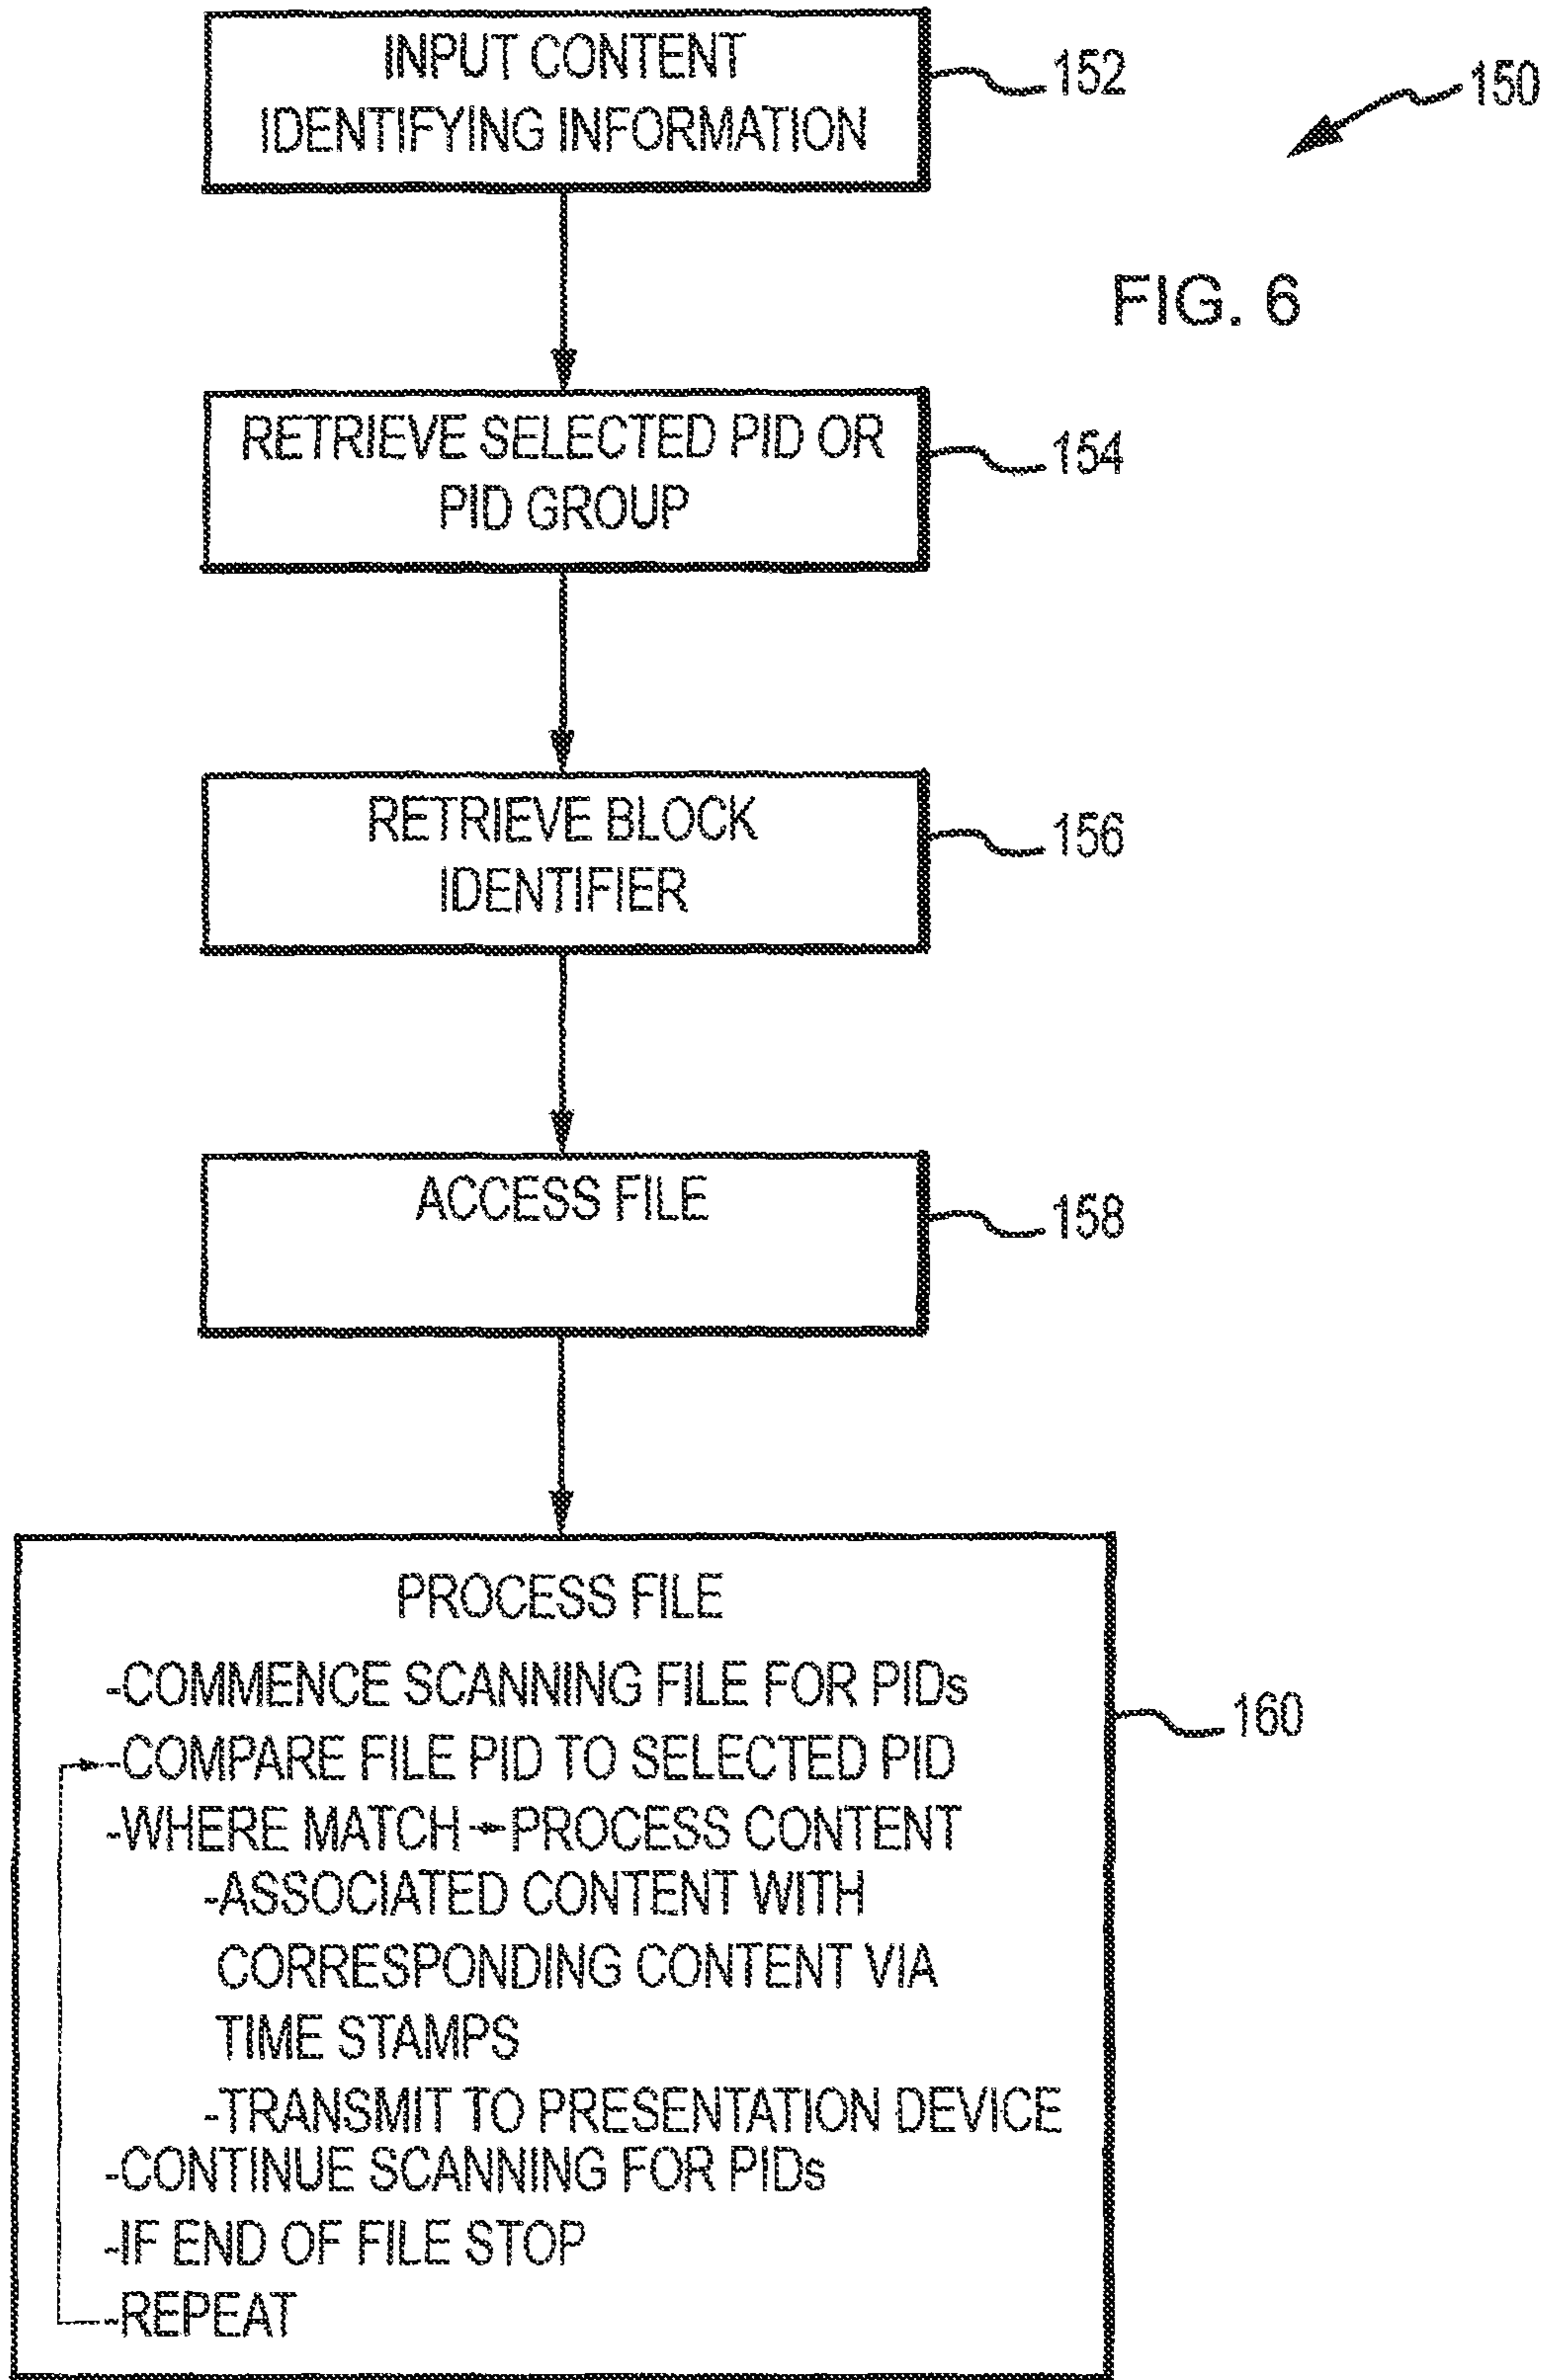 INPUT CONTENT
IDENTIFYING INFORMATION
152
150
FIG. 6
RETRIEVE SELECTED PID OR
PID GROUP
154
RETRIEVE BLOCK
IDENTIFIER
156
ACCESS FILE
158
PROCESS FILE
-COMMENCE SCANNING FILE FOR PIDs
-COMPARE FILE PID TO SELECTED PID
-WHERE MATCH→PROCESS CONTENT
-ASSOCIATED CONTENT WITH
CORRESPONDING CONTENT VIA
TIME STAMPS
-TRANSMIT TO PRESENTATION DEVICE
-CONTINUE SCANNING FOR PIDs
-IF END OF FILE STOP
-REPEAT
160